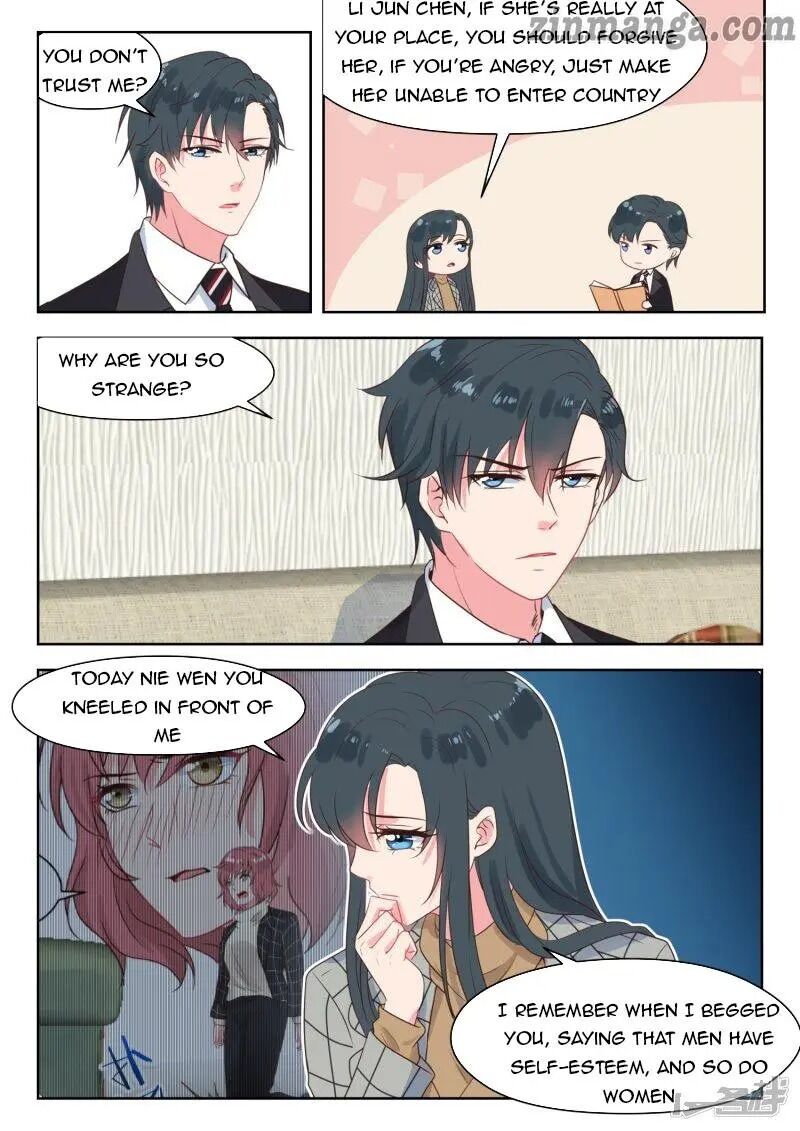 YOU DON'T
TRUST ME?
LI JUN CHEN, IF SHE'S REALLY AT
YOUR PLACE, YOU SHOULD FORGIVE
HER, IF YOU'RE ANGRY, JUST MAKE
HER UNABLE TO ENTER COUNTRY
zinmanga.com
WHY ARE YOU SO
STRANGE?
TODAY NIE WEN YOU
KNEELED IN FRONT OF
ME
I REMEMBER WHEN I BEGGED
YOU, SAYING THAT MEN HAVE
SELF-ESTEEM, AND SO DO
WOMEN